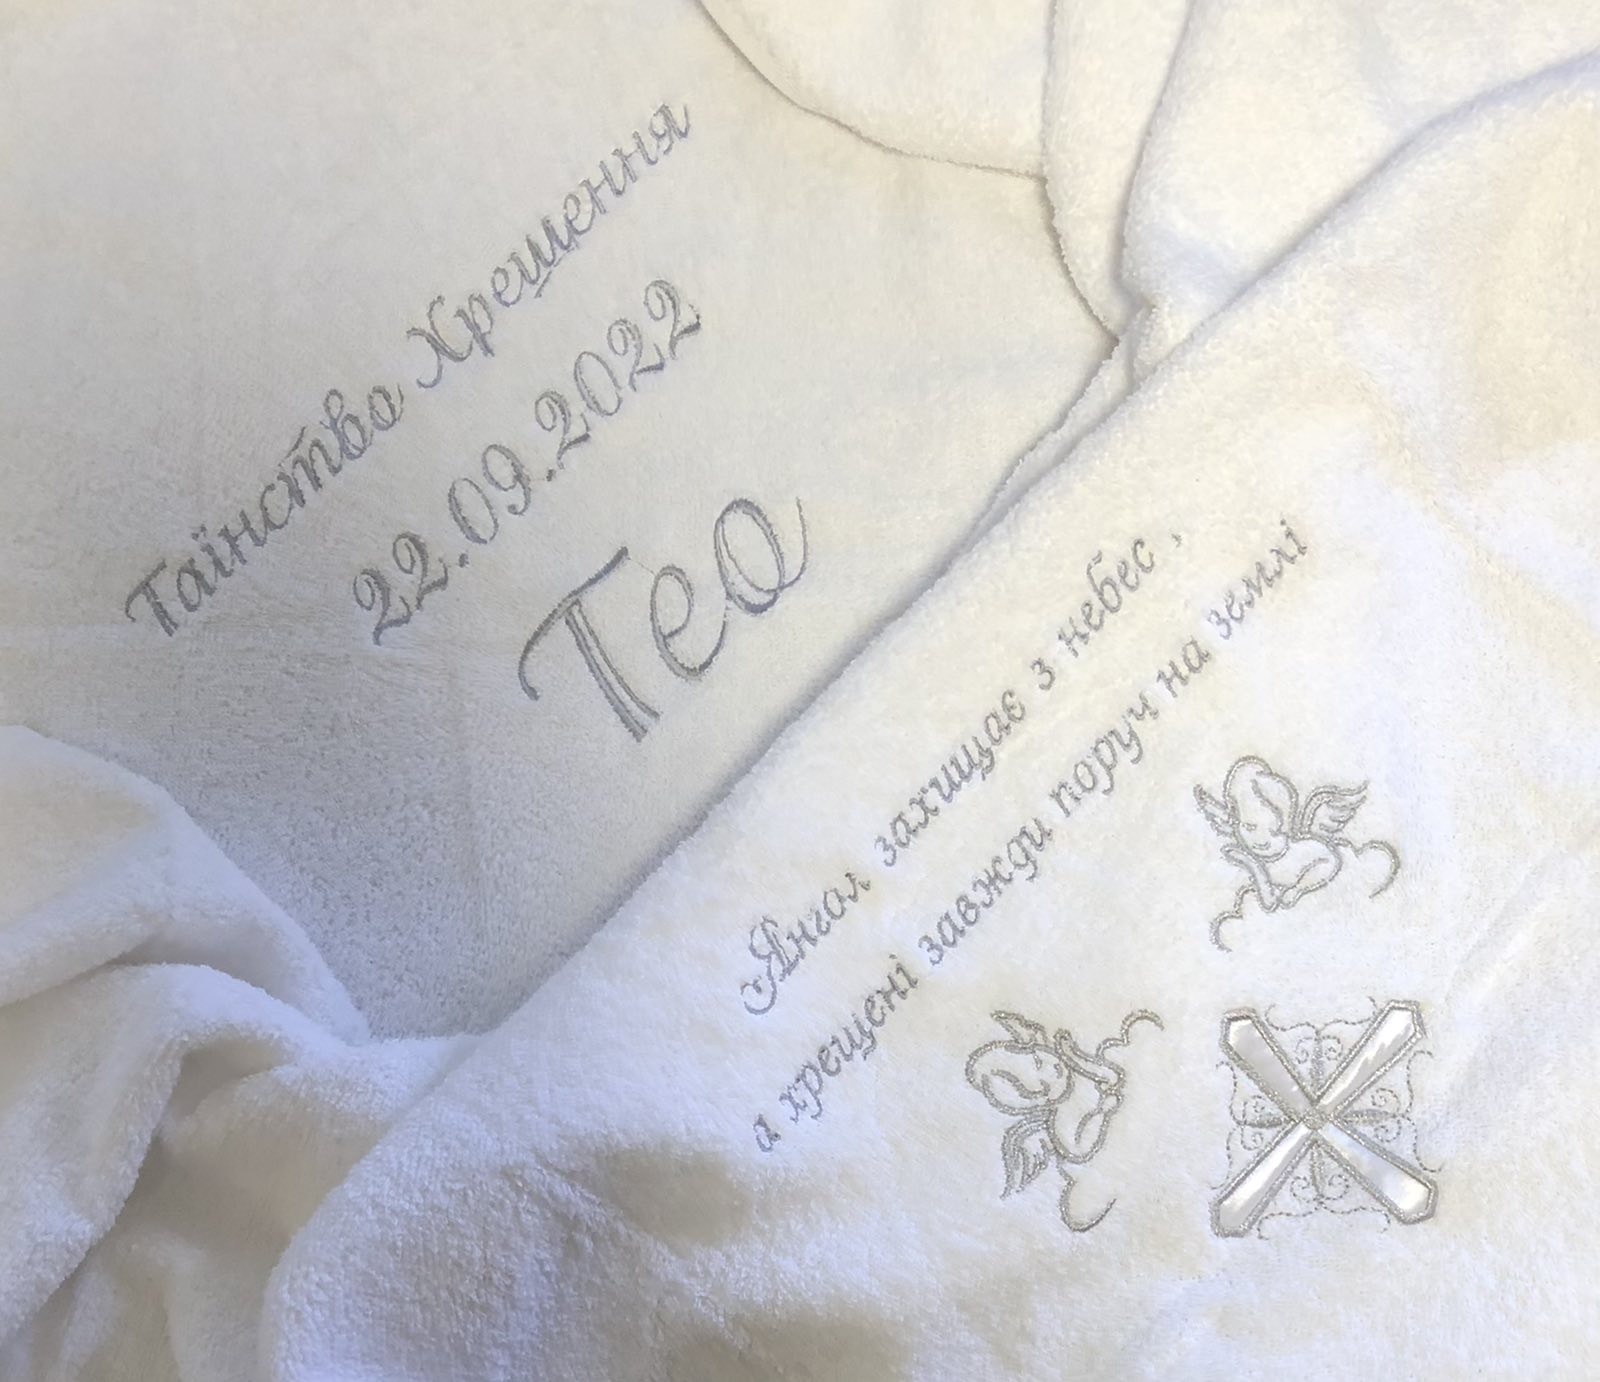 Таїнство Хрещення
22.09.2022
Тео
Янгол захищає з небес ,
а хрещені завжди поруч на землі